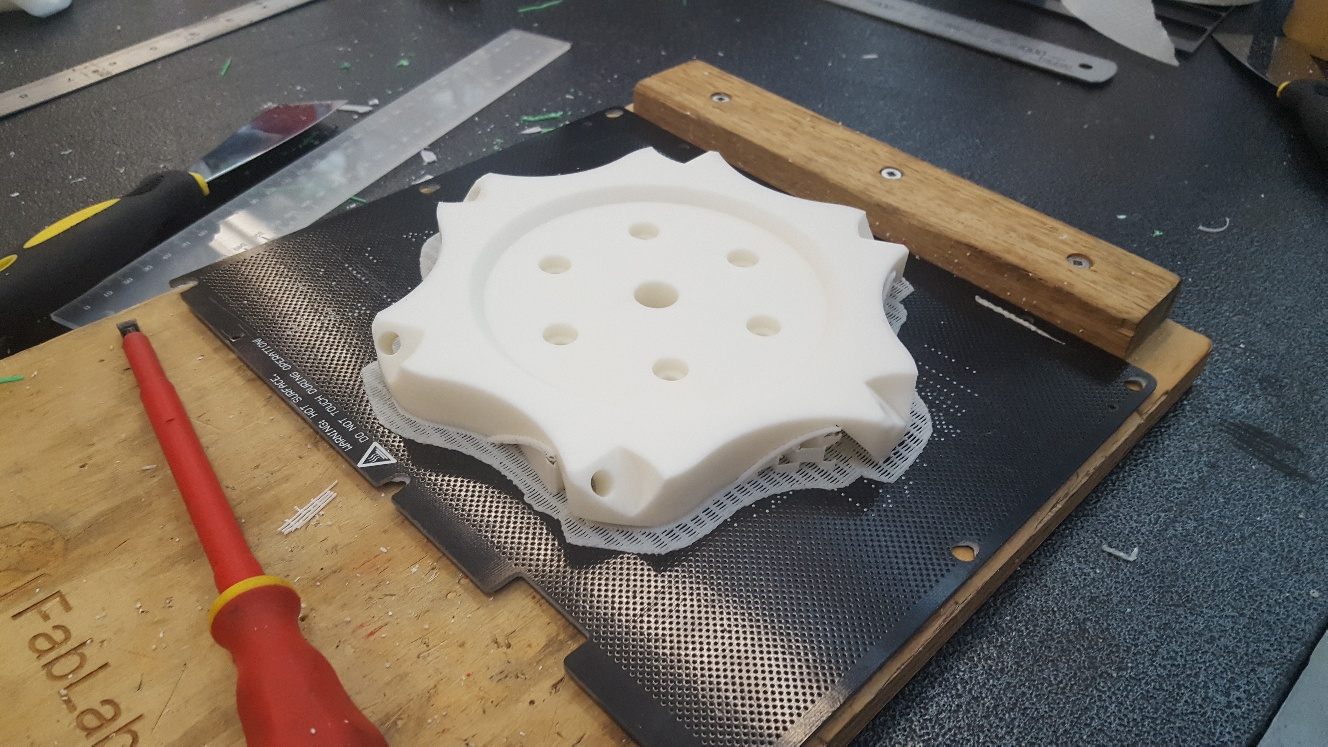 WARNING: HOT SURFACE.
DO NOT TOUCH DURING OPERATION!
FabLab